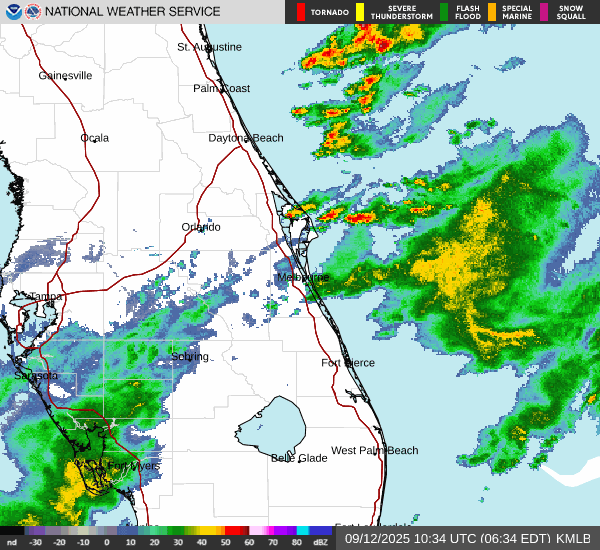 NATIONAL WEATHER SERVICE
TORNADO
SEVERE THUNDERSTORM
FLASH FLOOD
SPECIAL MARINE
SNOW SQUALL
St. Augustine
Gainesville
Palm Coast
Ocala
Daytona Beach
Orlando
Melbourne
Tampa
Sebring
Fort Pierce
Sarasota
West Palm Beach
Belle Glade
Fort Myers
Fort Lauderdale
nd -30 -20 -10 0 10 20 30 40 50 60 70 80 dBZ
09/12/2025 10:34 UTC (06:34 EDT) KMLB